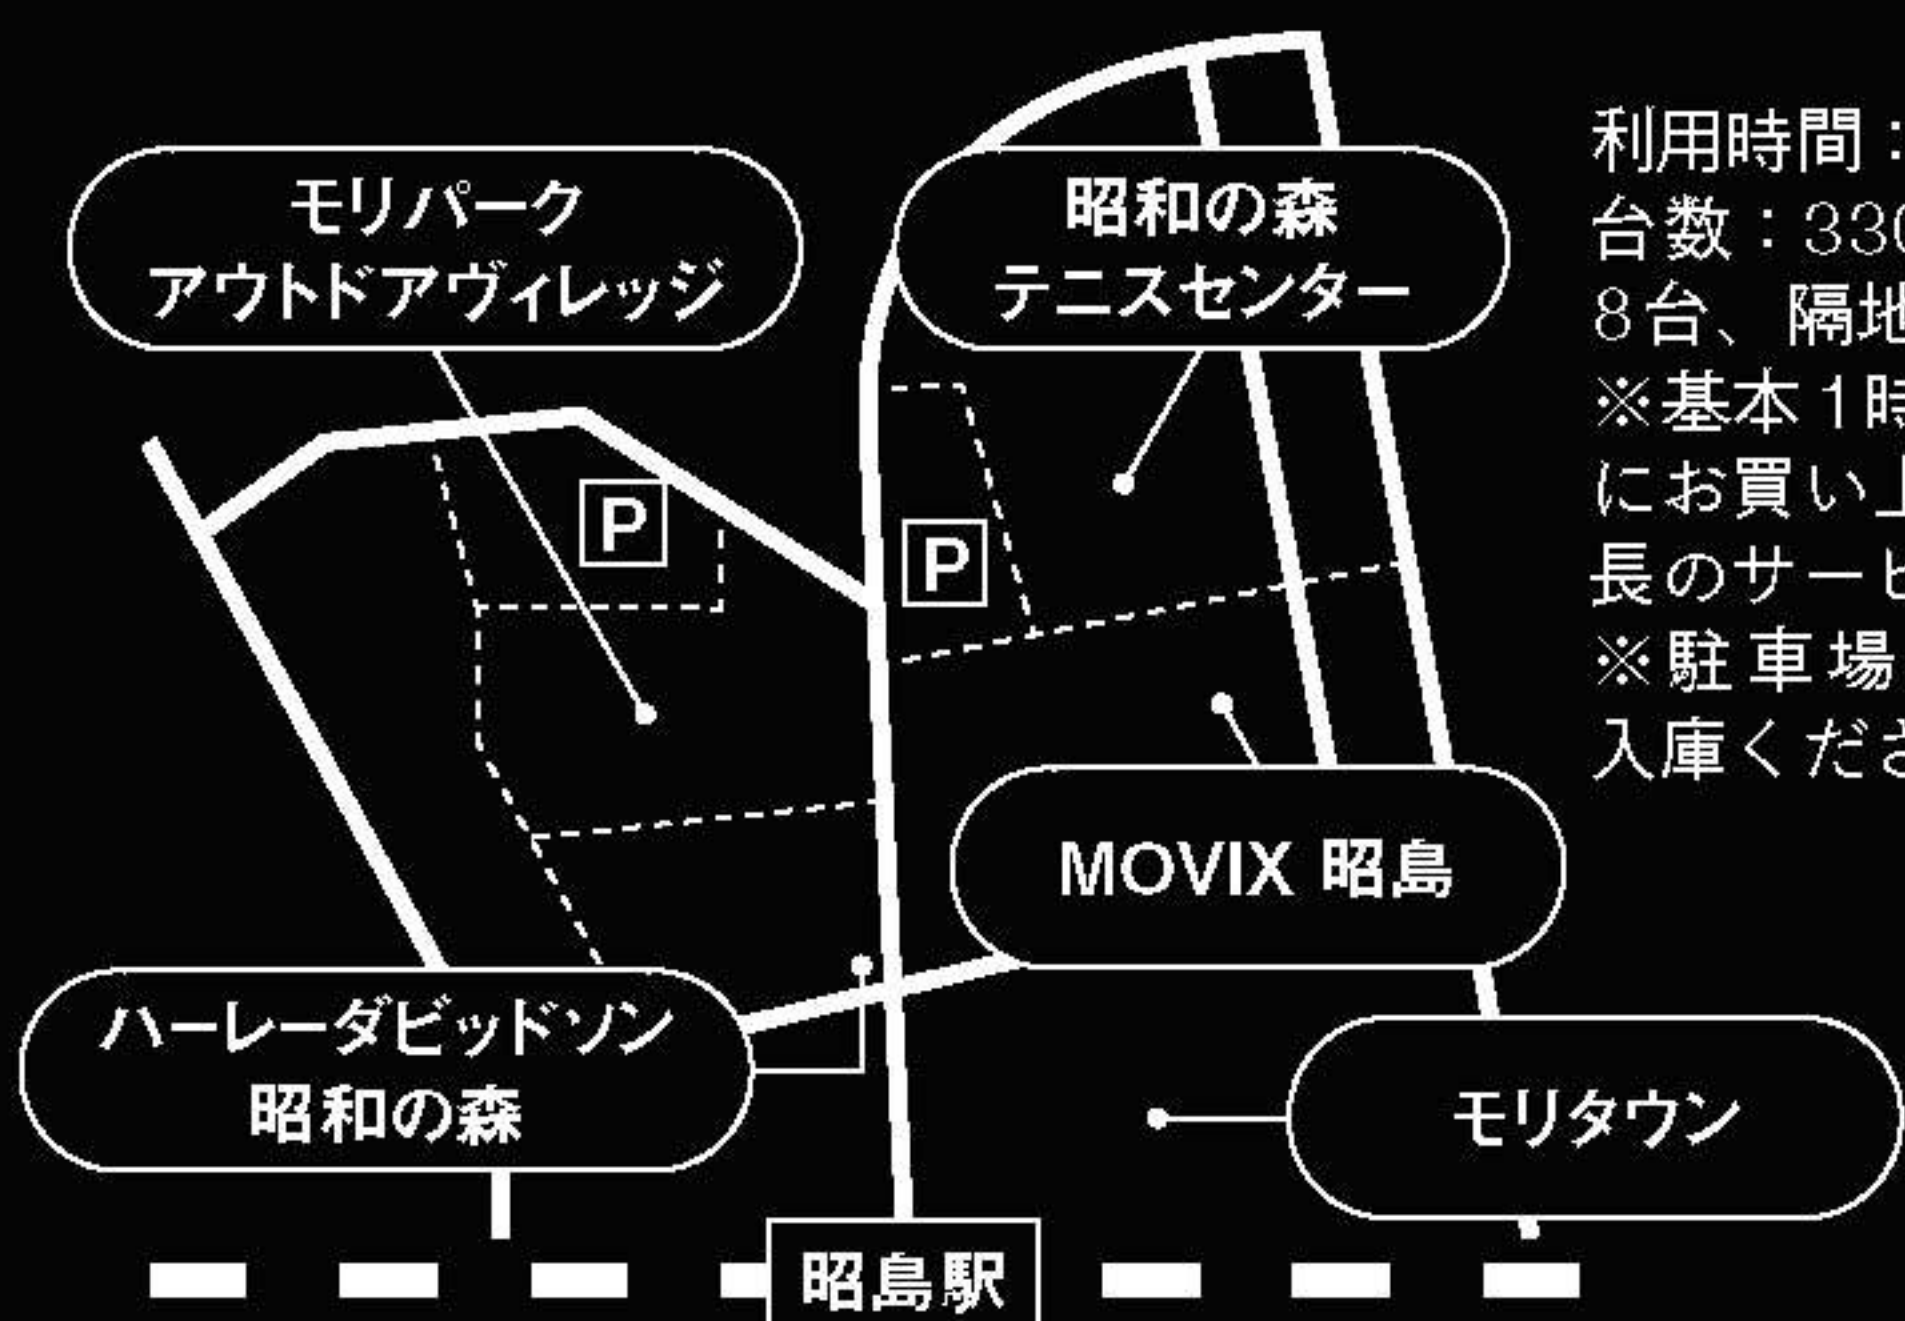 モリパーク
アウトドアヴィレッジ
昭和の森
テニスセンター
P
P
MOVIX 昭島
ハーレーダビッドソン
昭和の森
モリタウン
昭島駅
利用時間：
台数：330
8台、隔地
※基本1時
にお買い上
長のサービ
※駐車場
入庫くださ